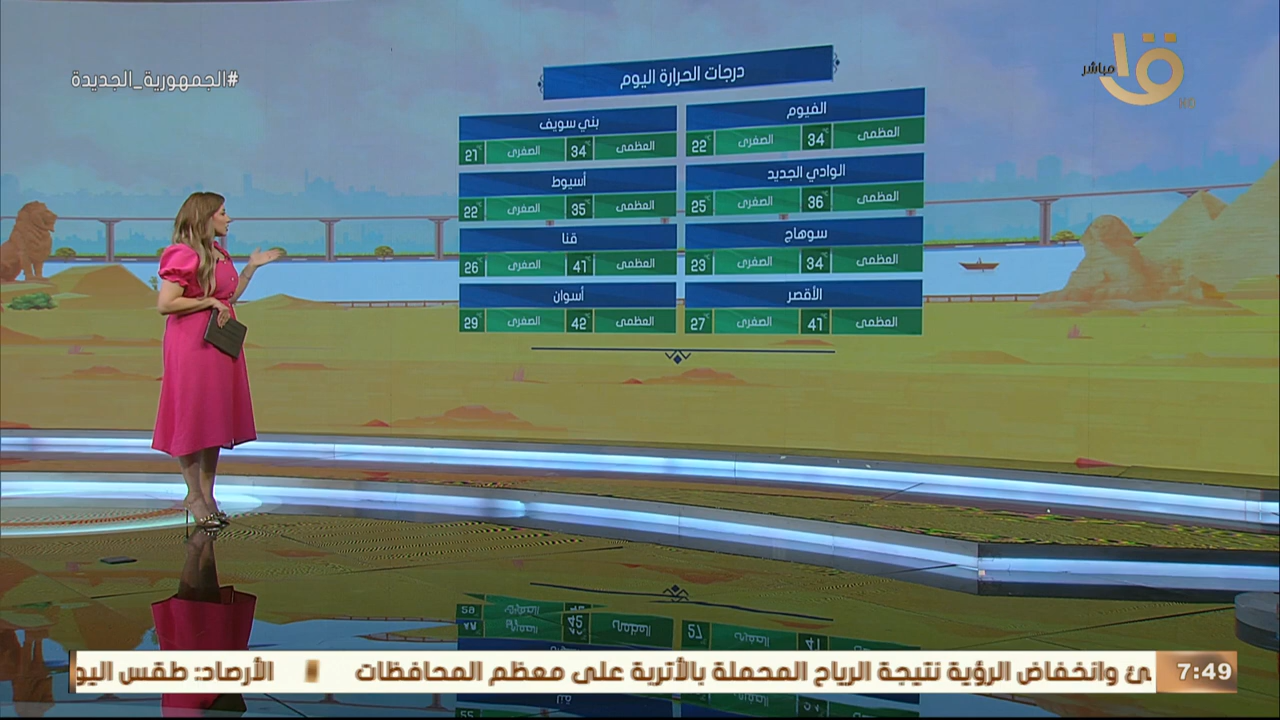 #الجمهورية_الجديدة
مباشر
HD
درجات الحرارة اليوم
الفيوم
العظمى 34°c الصغرى 22°c
بني سويف
العظمى 34°c الصغرى 21°c
الوادي الجديد
العظمى 36°c الصغرى 25°c
أسيوط
العظمى 35°c الصغرى 22°c
سوهاج
العظمى 34°c الصغرى 23°c
قنا
العظمى 41°c الصغرى 26°c
الأقصر
العظمى 41°c الصغرى 27°c
أسوان
العظمى 42°c الصغرى 29°c
7:49
وانخفاض الرؤية نتيجة الرياح المحملة بالأتربة على معظم المحافظات الأرصاد: طقس